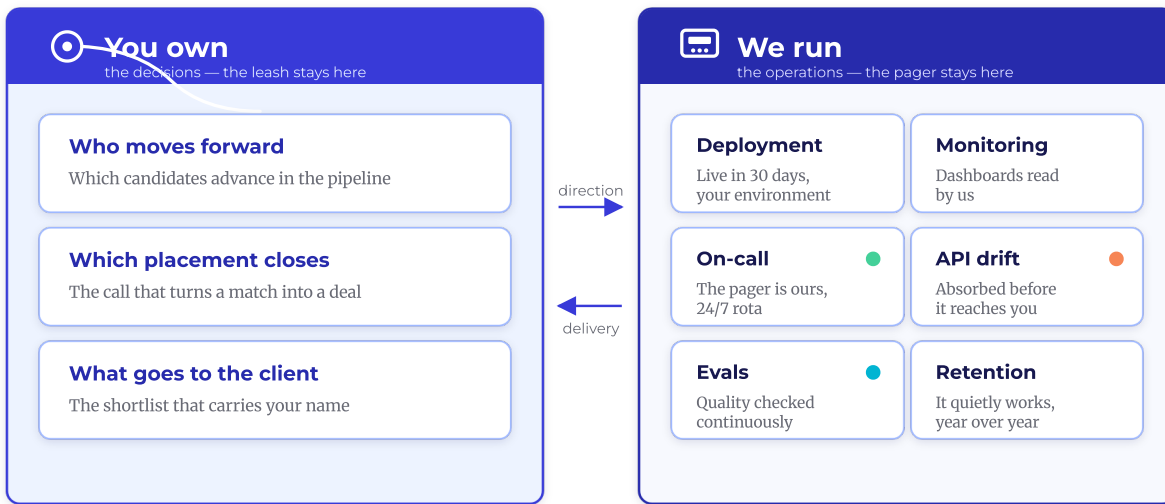 You own
the decisions — the leash stays here
Who moves forward
Which candidates advance in the pipeline
Which placement closes
The call that turns a match into a deal
What goes to the client
The shortlist that carries your name
direction
delivery
We run
the operations — the pager stays here
Deployment
Live in 30 days,
your environment
Monitoring
Dashboards read
by us
On-call
The pager is ours,
24/7 rota
API drift
Absorbed before
it reaches you
Evals
Quality checked
continuously
Retention
It quietly works,
year over year